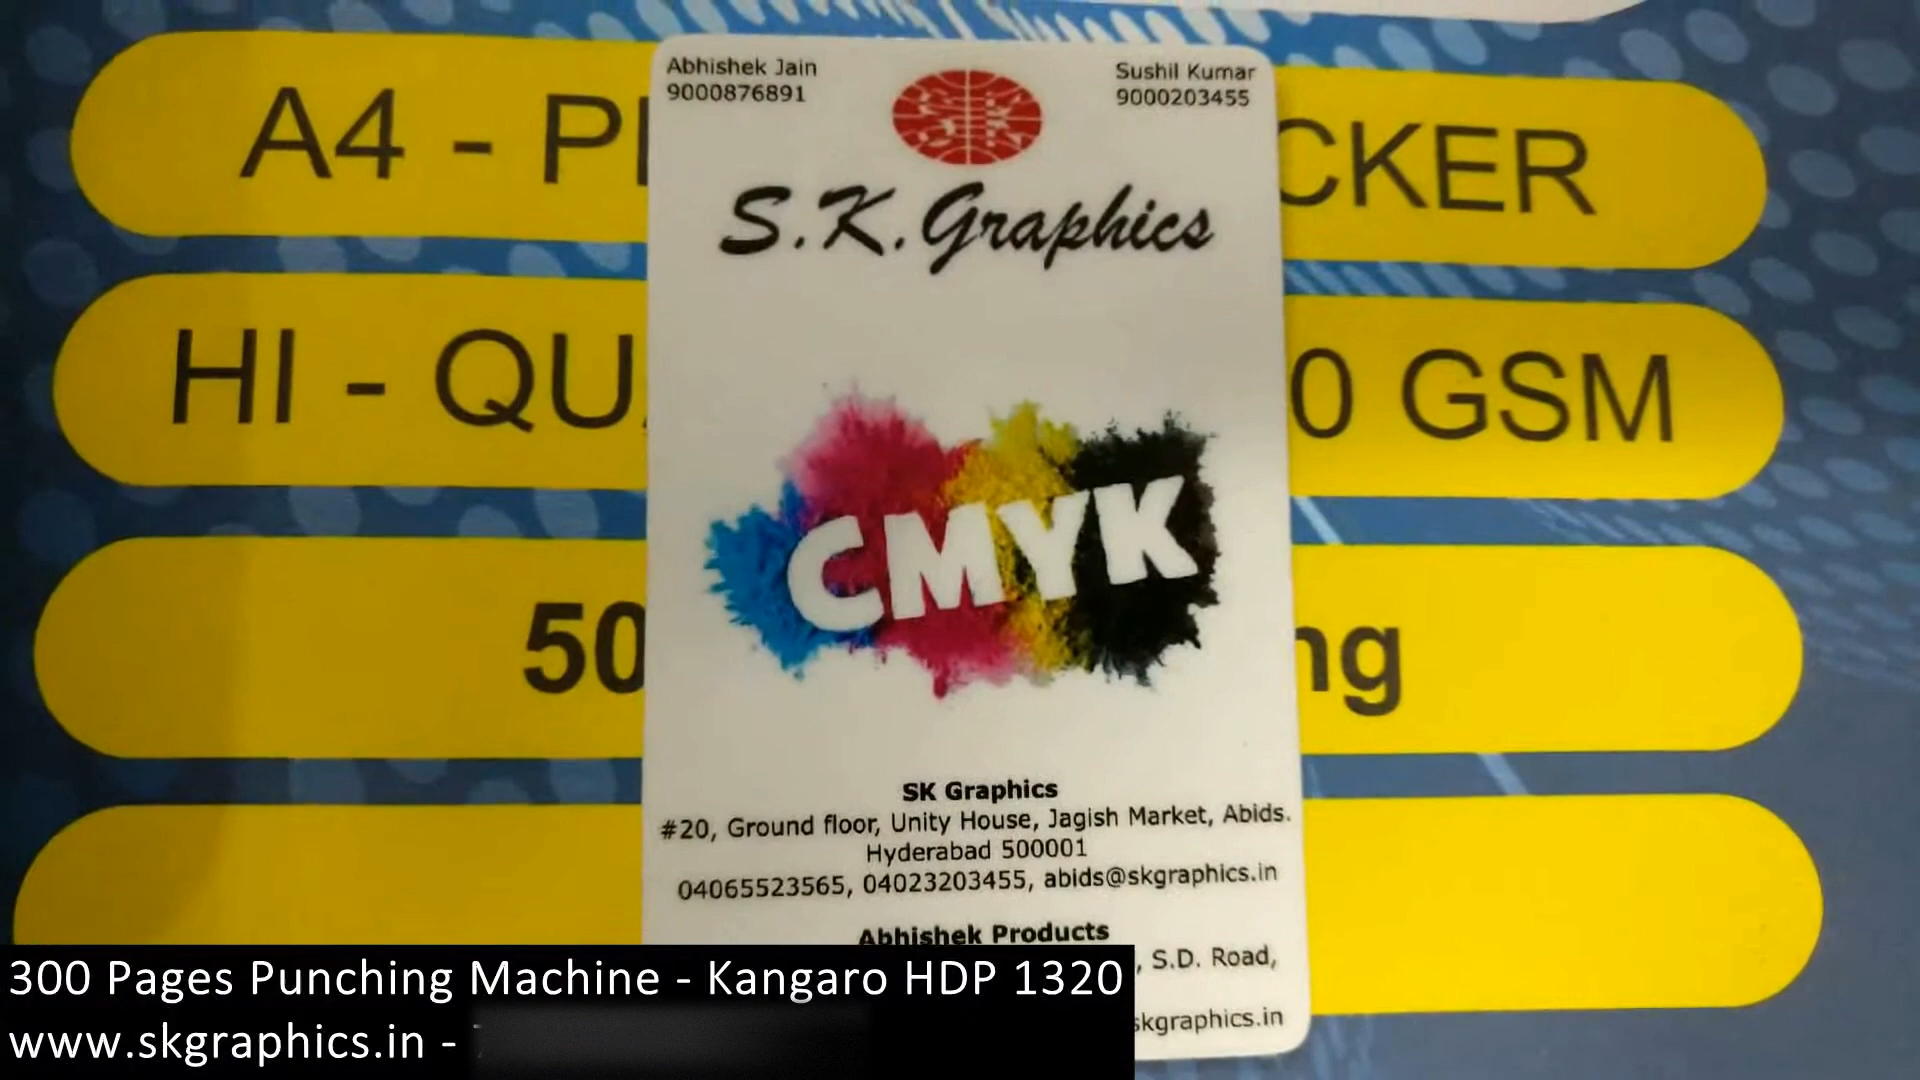 A4 - P
CKER
HI - QU
0 GSM
50
ng
Abhishek Jain
9000876891
Sushil Kumar
9000203455
S.K.Graphics
CMYK
SK Graphics
#20, Ground floor, Unity House, Jagish Market, Abids.
Hyderabad 500001
04065523565, 04023203455, abids@skgraphics.in
Abhishek Products
, S.D. Road,
skgraphics.in
300 Pages Punching Machine - Kangaro HDP 1320
www.skgraphics.in -